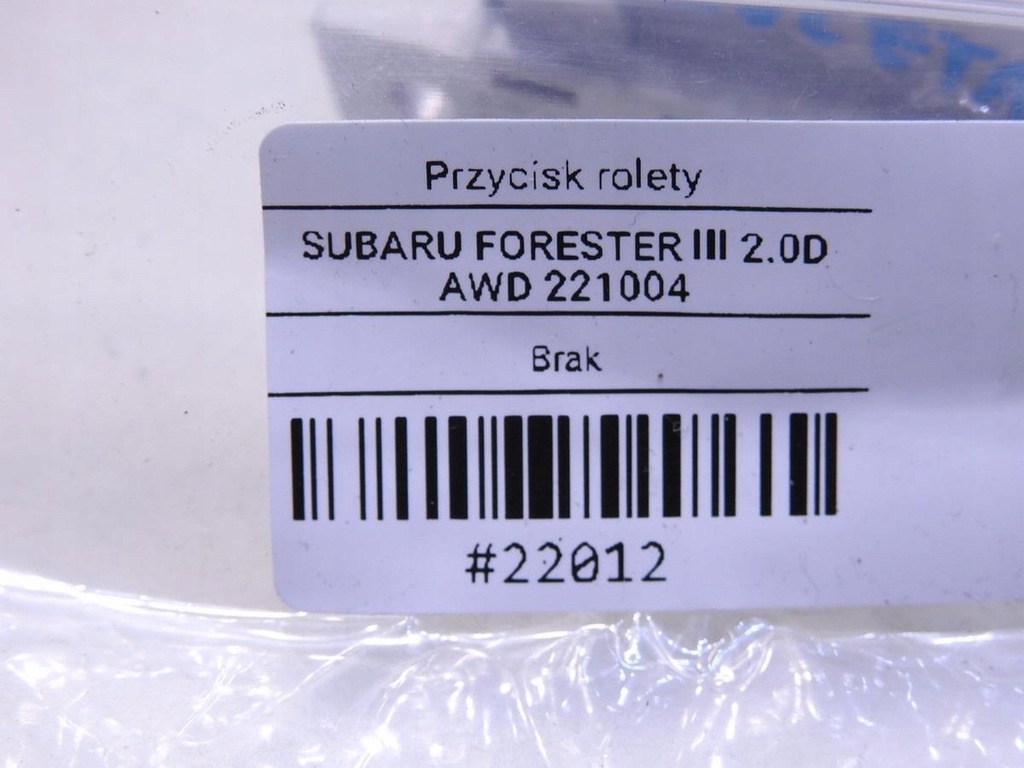 Przycisk rolety
SUBARU FORESTER III 2.0D
AWD 221004
Brak
#22012